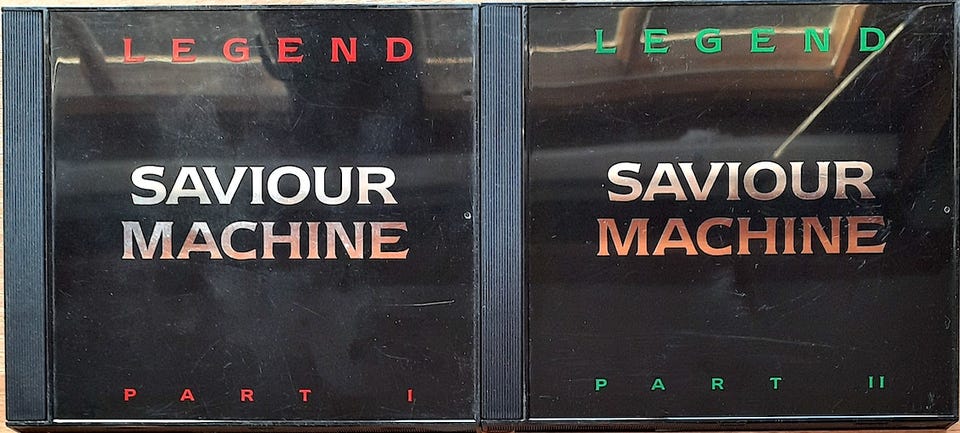 LEGEND
SAVIOUR
MACHINE
PART I
LEGEND
SAVIOUR
MACHINE
PART II